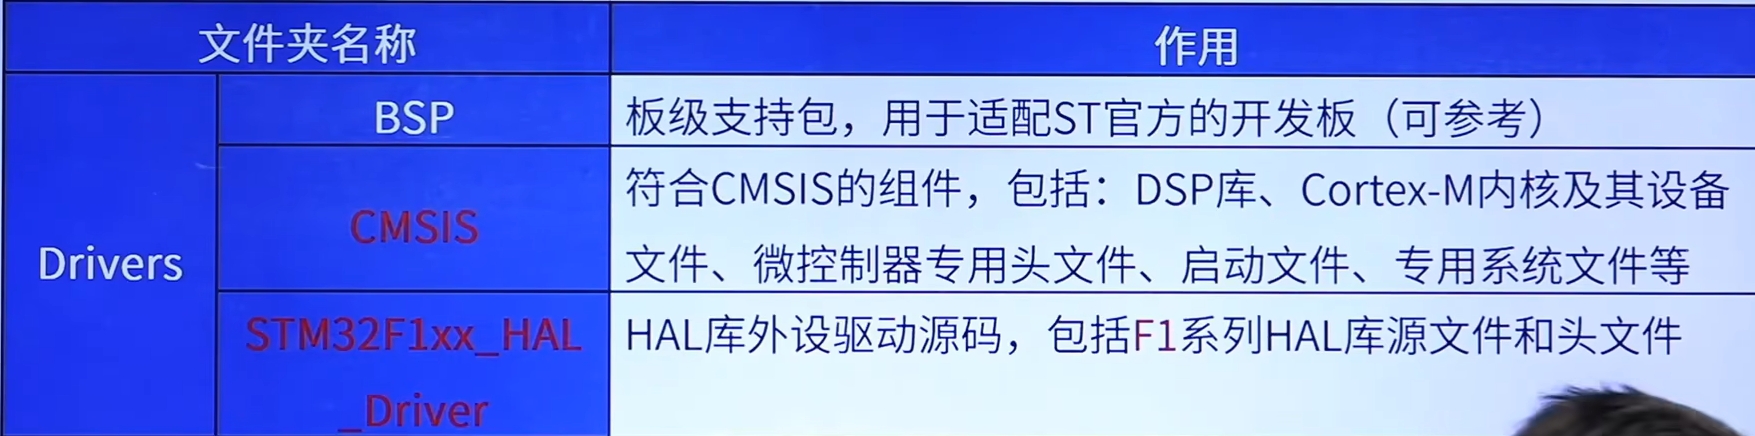 文件夹名称
作用
Drivers
BSP
板级支持包，用于适配ST官方的开发板（可参考）
CMSIS
符合CMSIS的组件，包括：DSP库、Cortex-M内核及其设备
文件、微控制器专用头文件、启动文件、专用系统文件等
STM32F1xx_HAL
_Driver
HAL库外设驱动源码，包括F1系列HAL库源文件和头文件